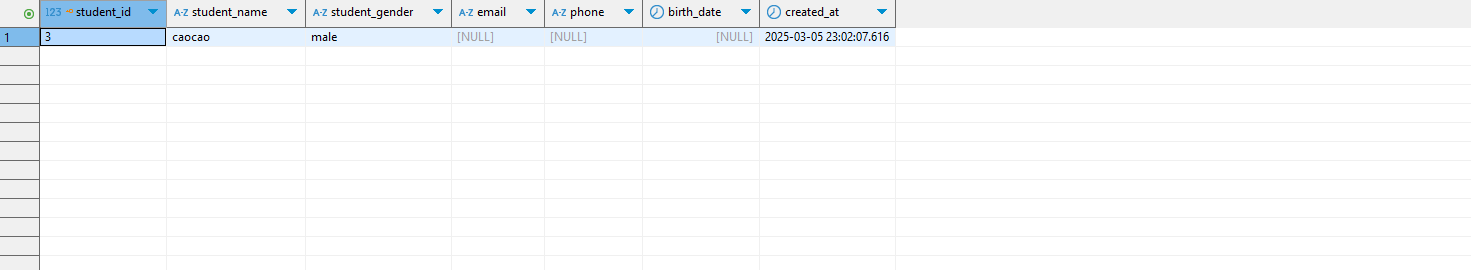 123 student_id A-Z student_name A-Z student_gender A-Z email A-Z phone birth_date created_at
1 3 caocao male [NULL] [NULL] [NULL] 2025-03-05 23:02:07.616